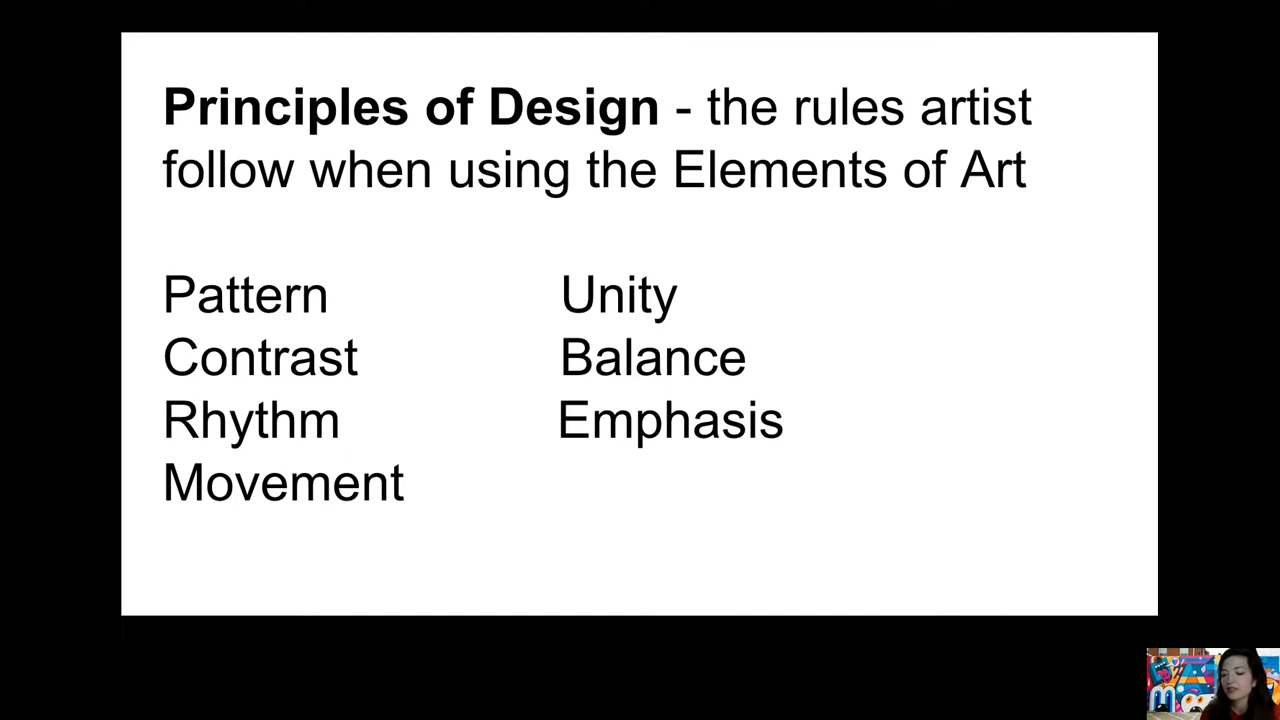 Principles of Design - the rules artist
follow when using the Elements of Art
Pattern
Contrast
Rhythm
Movement
Unity
Balance
Emphasis